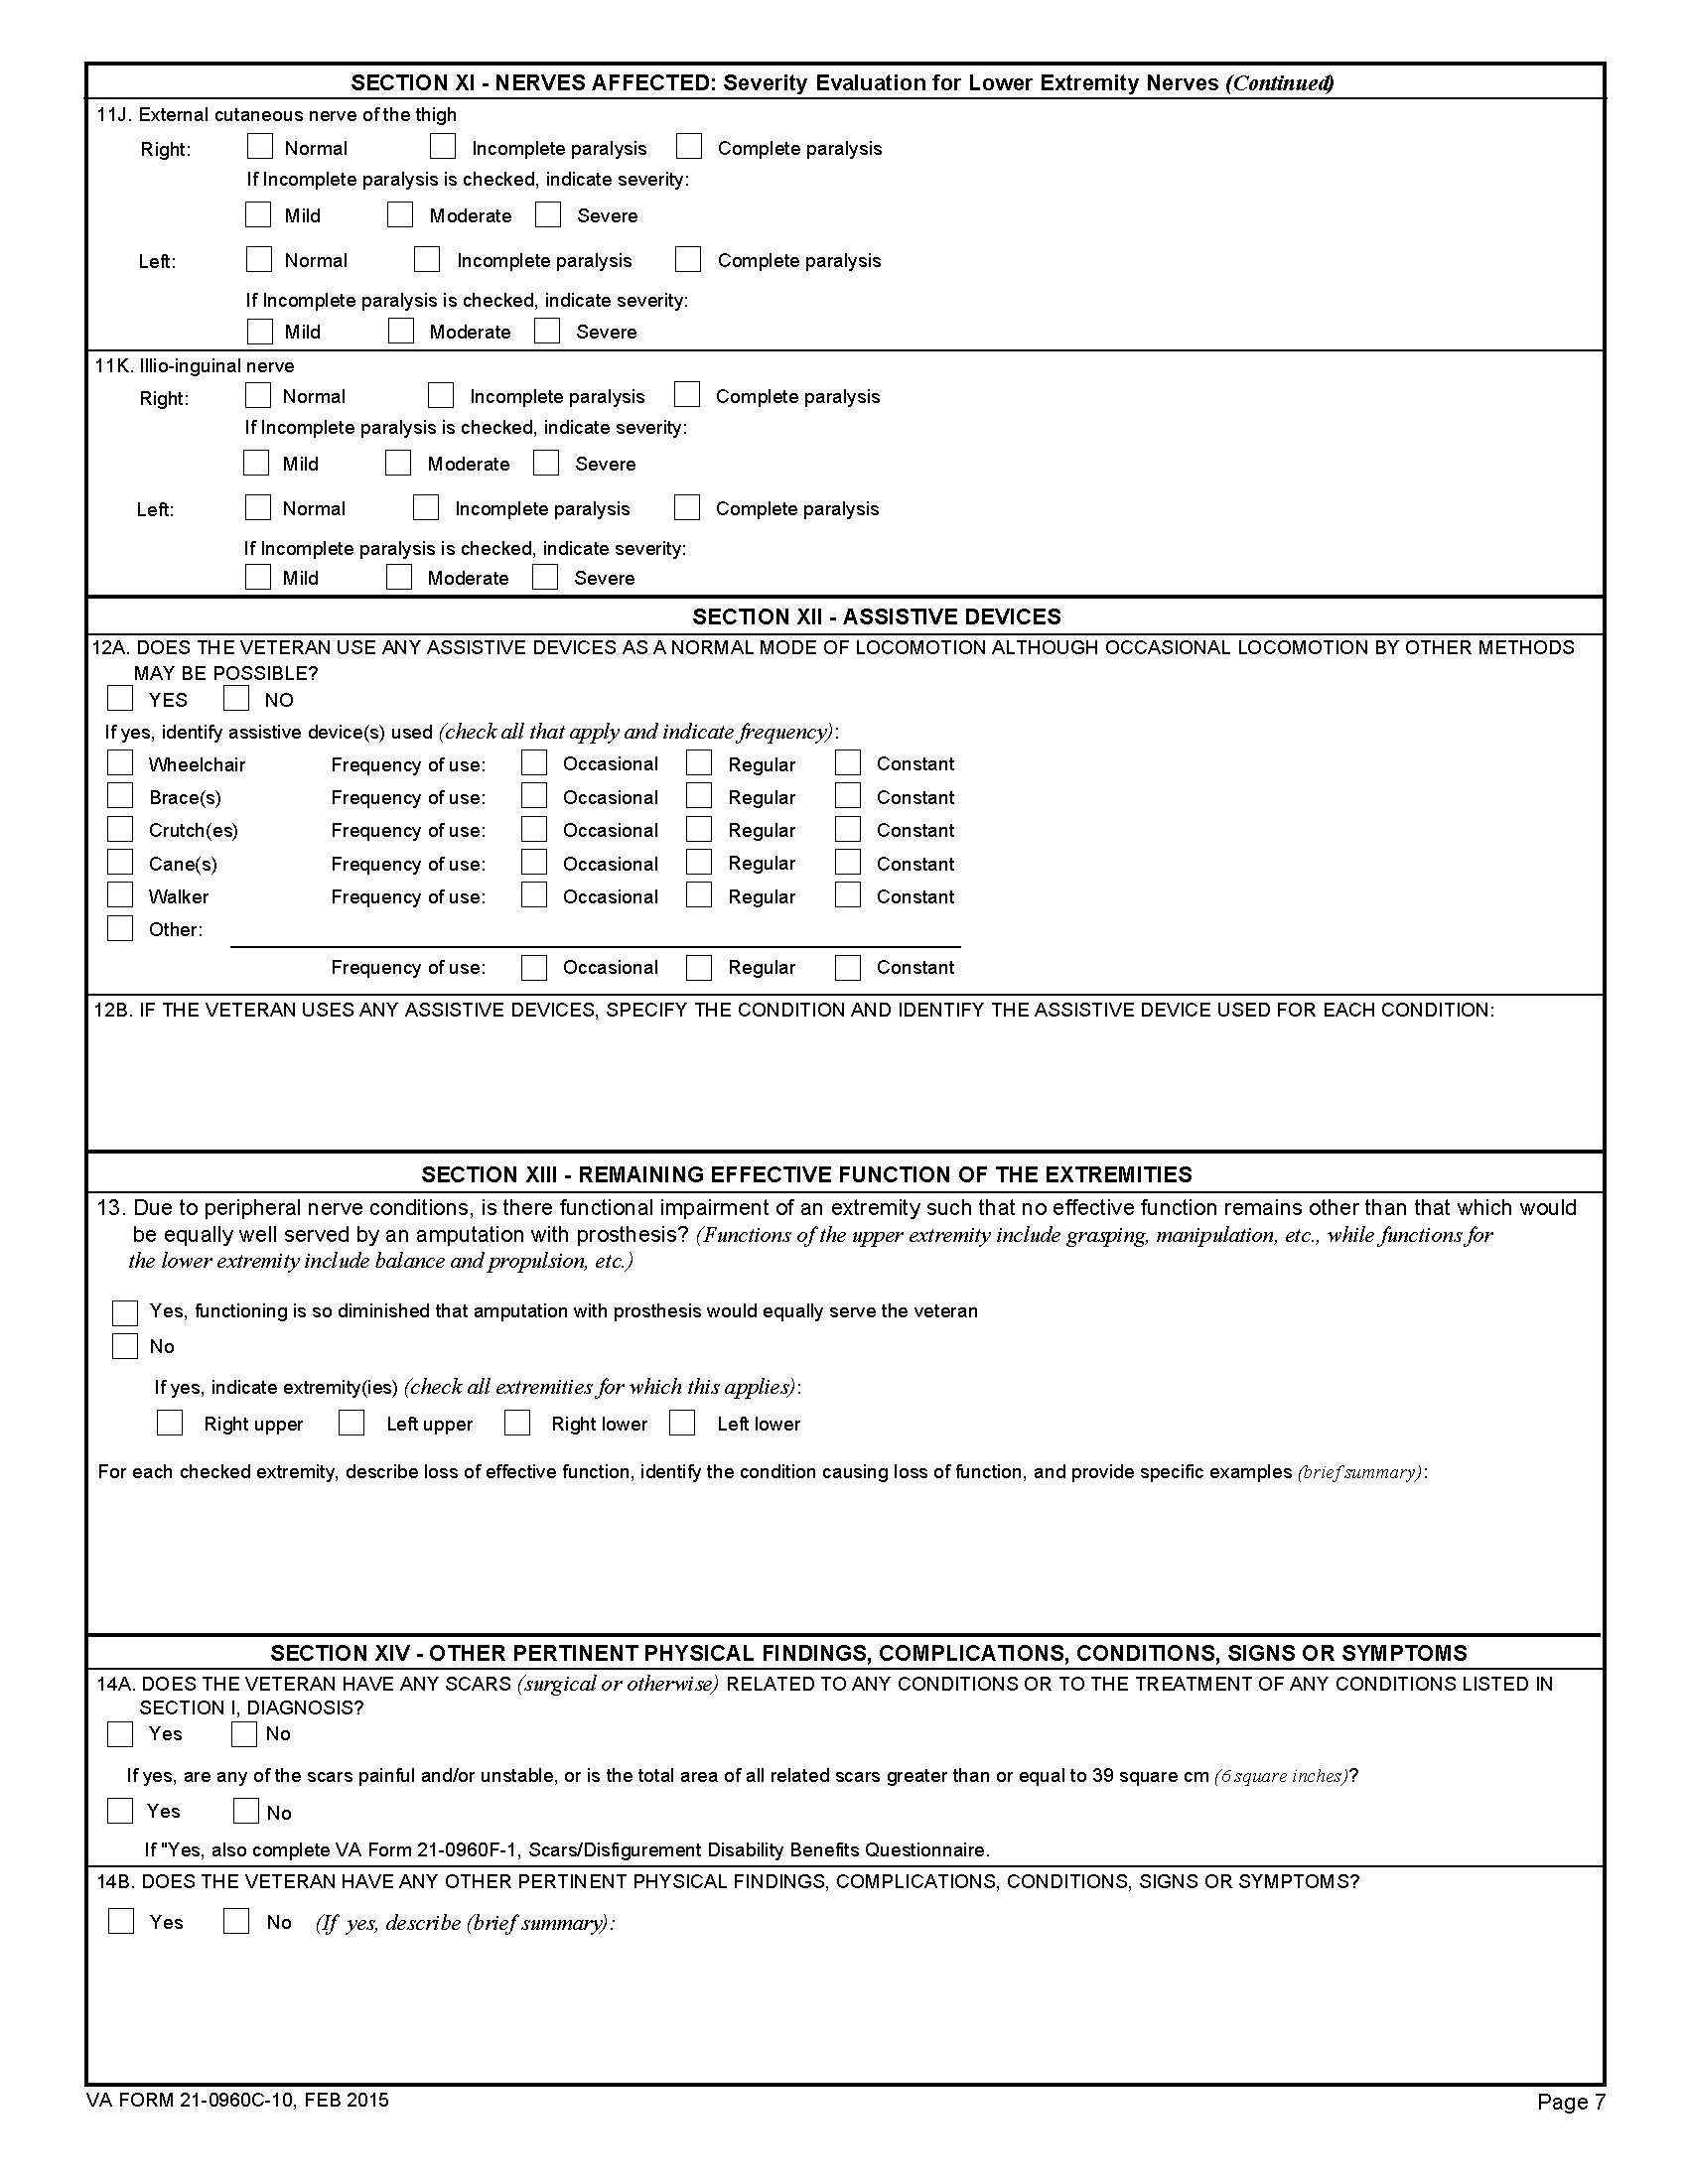 SECTION XI - NERVES AFFECTED: Severity Evaluation for Lower Extremity Nerves (Continued)
11J. External cutaneous nerve of the thigh
Right: Normal Incomplete paralysis Complete paralysis
If Incomplete paralysis is checked, indicate severity:
Mild Moderate Severe
Left: Normal Incomplete paralysis Complete paralysis
If Incomplete paralysis is checked, indicate severity:
Mild Moderate Severe
11K. Illio-inguinal nerve
Right: Normal Incomplete paralysis Complete paralysis
If Incomplete paralysis is checked, indicate severity:
Mild Moderate Severe
Left: Normal Incomplete paralysis Complete paralysis
If Incomplete paralysis is checked, indicate severity:
Mild Moderate Severe
SECTION XII - ASSISTIVE DEVICES
12A. DOES THE VETERAN USE ANY ASSISTIVE DEVICES AS A NORMAL MODE OF LOCOMOTION ALTHOUGH OCCASIONAL LOCOMOTION BY OTHER METHODS
MAY BE POSSIBLE?
YES NO
If yes, identify assistive device(s) used (check all that apply and indicate frequency):
Wheelchair Frequency of use: Occasional Regular Constant
Brace(s) Frequency of use: Occasional Regular Constant
Crutch(es) Frequency of use: Occasional Regular Constant
Cane(s) Frequency of use: Occasional Regular Constant
Walker Frequency of use: Occasional Regular Constant
Other:
Frequency of use: Occasional Regular Constant
12B. IF THE VETERAN USES ANY ASSISTIVE DEVICES, SPECIFY THE CONDITION AND IDENTIFY THE ASSISTIVE DEVICE USED FOR EACH CONDITION:
SECTION XIII - REMAINING EFFECTIVE FUNCTION OF THE EXTREMITIES
13. Due to peripheral nerve conditions, is there functional impairment of an extremity such that no effective function remains other than that which would
be equally well served by an amputation with prosthesis? (Functions of the upper extremity include grasping, manipulation, etc., while functions for
the lower extremity include balance and propulsion, etc.)
Yes, functioning is so diminished that amputation with prosthesis would equally serve the veteran
No
If yes, indicate extremity(ies) (check all extremities for which this applies):
Right upper Left upper Right lower Left lower
For each checked extremity, describe loss of effective function, identify the condition causing loss of function, and provide specific examples (brief summary):
SECTION XIV - OTHER PERTINENT PHYSICAL FINDINGS, COMPLICATIONS, CONDITIONS, SIGNS OR SYMPTOMS
14A. DOES THE VETERAN HAVE ANY SCARS (surgical or otherwise) RELATED TO ANY CONDITIONS OR TO THE TREATMENT OF ANY CONDITIONS LISTED IN
SECTION I, DIAGNOSIS?
Yes No
If yes, are any of the scars painful and/or unstable, or is the total area of all related scars greater than or equal to 39 square cm (6 square inches)?
Yes No
If "Yes, also complete VA Form 21-0960F-1, Scars/Disfigurement Disability Benefits Questionnaire.
14B. DOES THE VETERAN HAVE ANY OTHER PERTINENT PHYSICAL FINDINGS, COMPLICATIONS, CONDITIONS, SIGNS OR SYMPTOMS?
Yes No (If yes, describe (brief summary):
VA FORM 21-0960C-10, FEB 2015 Page 7